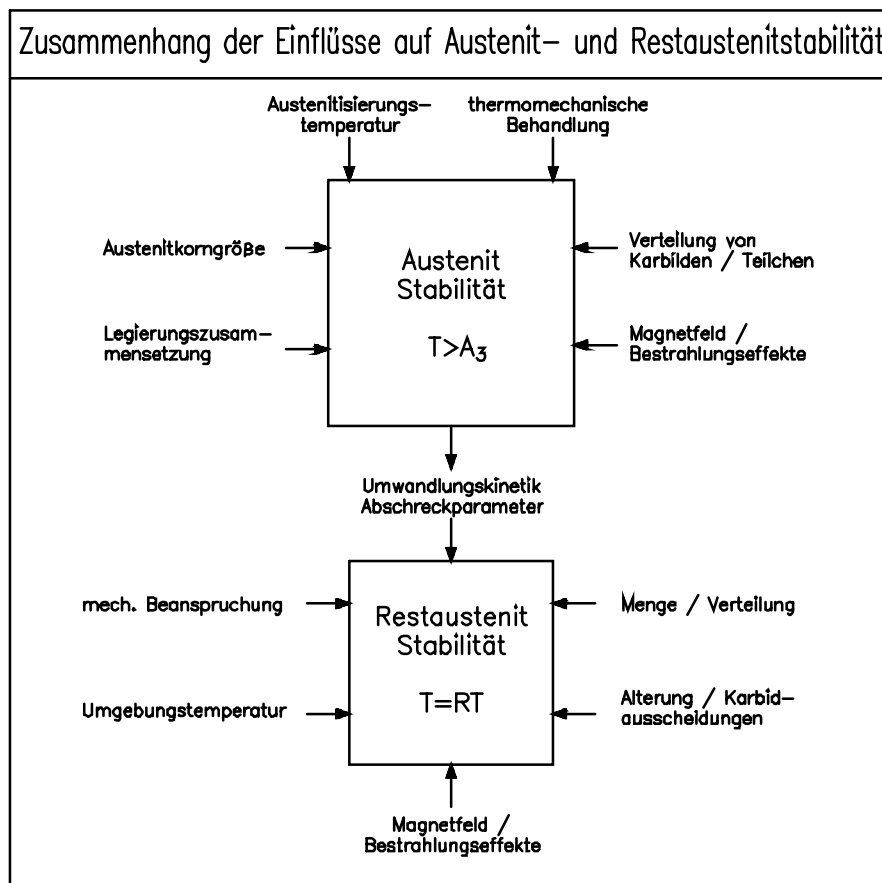 Zusammenhang der Einflüsse auf Austenit- und Restaustenitstabilität
Austenitisierungs-
temperatur
thermomechanische
Behandlung
Austenitkorngröße
Legierungszusam-
mensetzung
Austenit
Stabilität
T>A₃
Verteilung von
Karbilden / Teilchen
Magnetfeld /
Bestrahlungseffekte
Umwandlungskinetik
Abschreckparameter
mech. Beanspruchung
Umgebungstemperatur
Restaustenit
Stabilität
T=RT
Menge / Verteilung
Alterung / Karbid-
ausscheidungen
Magnetfeld /
Bestrahlungseffekte